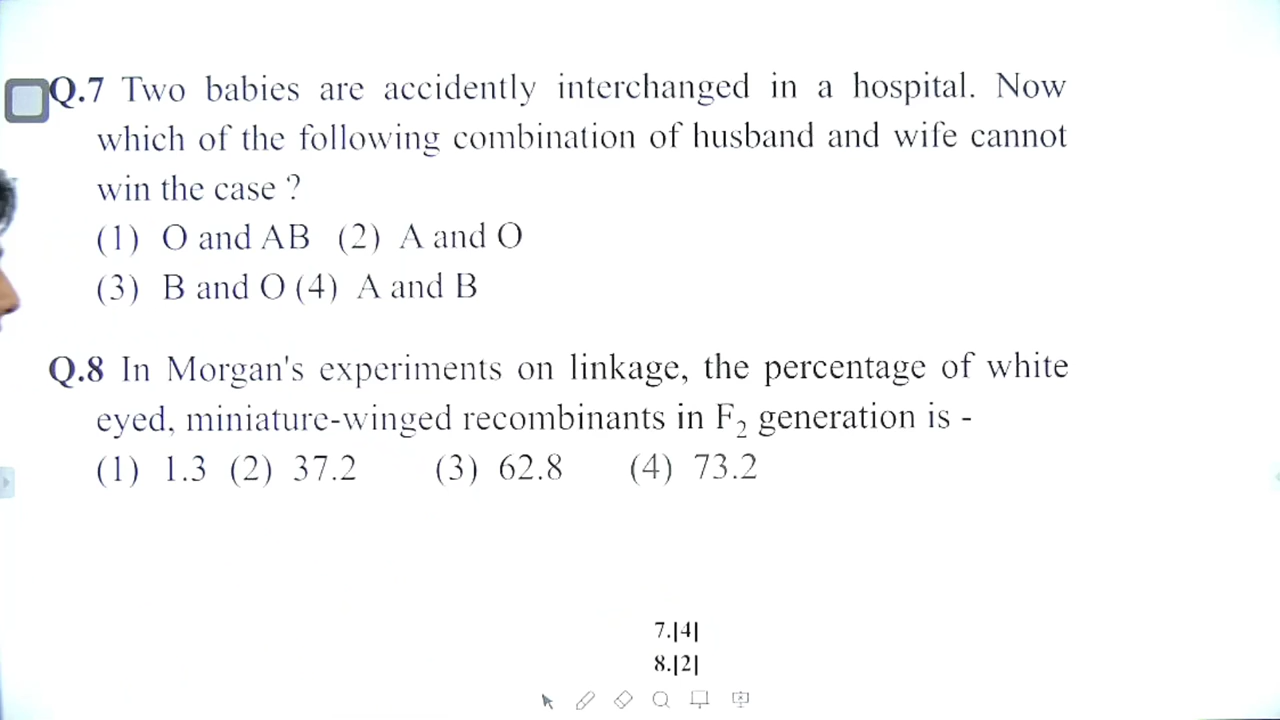 Q.7 Two babies are accidently interchanged in a hospital. Now
which of the following combination of husband and wife cannot
win the case ?
(1) O and AB (2) A and O
(3) B and O (4) A and B
Q.8 In Morgan's experiments on linkage, the percentage of white
eyed, miniature-winged recombinants in F₂ generation is -
(1) 1.3 (2) 37.2 (3) 62.8 (4) 73.2
7.[4]
8.[2]